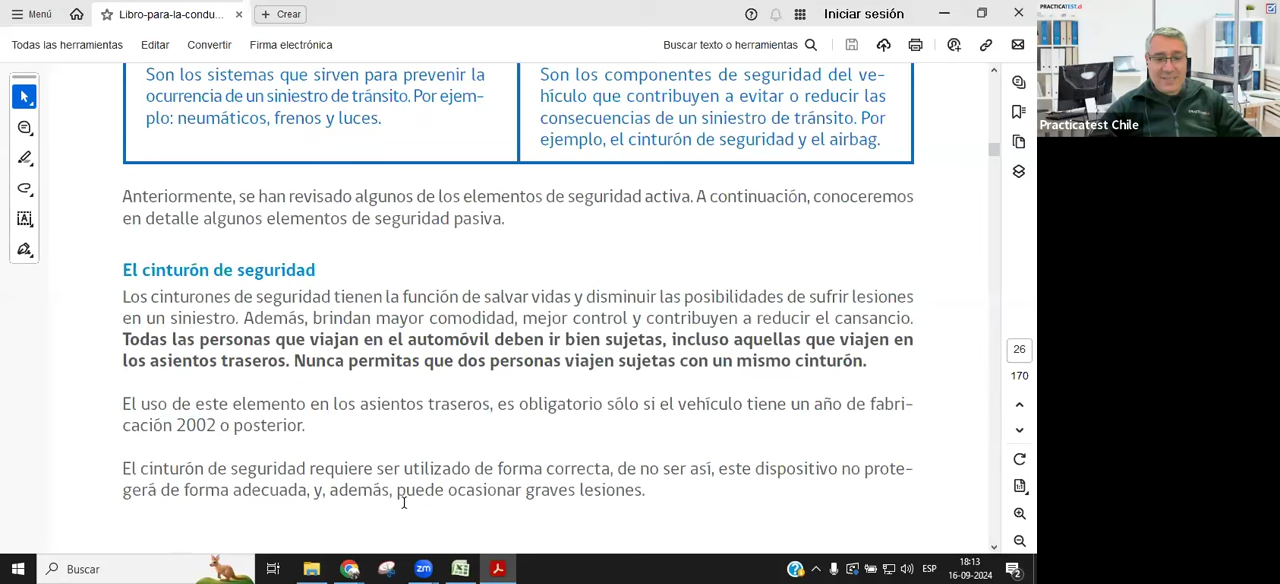 Menú
Libro-para-la-condu...
Crear
Iniciar sesión
PRACTICATEST.cl
Todas las herramientas
Editar
Convertir
Firma electrónica
Buscar texto o herramientas
Son los sistemas que sirven para prevenir la
ocurrencia de un siniestro de tránsito. Por ejem-
plo: neumáticos, frenos y luces.
Son los componentes de seguridad del ve-
hículo que contribuyen a evitar o reducir las
consecuencias de un siniestro de tránsito. Por
ejemplo, el cinturón de seguridad y el airbag.
Practicatest Chile
Anteriormente, se han revisado algunos de los elementos de seguridad activa. A continuación, conoceremos
en detalle algunos elementos de seguridad pasiva.
El cinturón de seguridad
Los cinturones de seguridad tienen la función de salvar vidas y disminuir las posibilidades de sufrir lesiones
en un siniestro. Además, brindan mayor comodidad, mejor control y contribuyen a reducir el cansancio.
Todas las personas que viajan en el automóvil deben ir bien sujetas, incluso aquellas que viajen en
los asientos traseros. Nunca permitas que dos personas viajen sujetas con un mismo cinturón.
El uso de este elemento en los asientos traseros, es obligatorio sólo si el vehículo tiene un año de fabri-
cación 2002 o posterior.
El cinturón de seguridad requiere ser utilizado de forma correcta, de no ser así, este dispositivo no prote-
gerá de forma adecuada, y, además, puede ocasionar graves lesiones.
26
170
Buscar
zm
ESP
18:13
16-09-2024
2